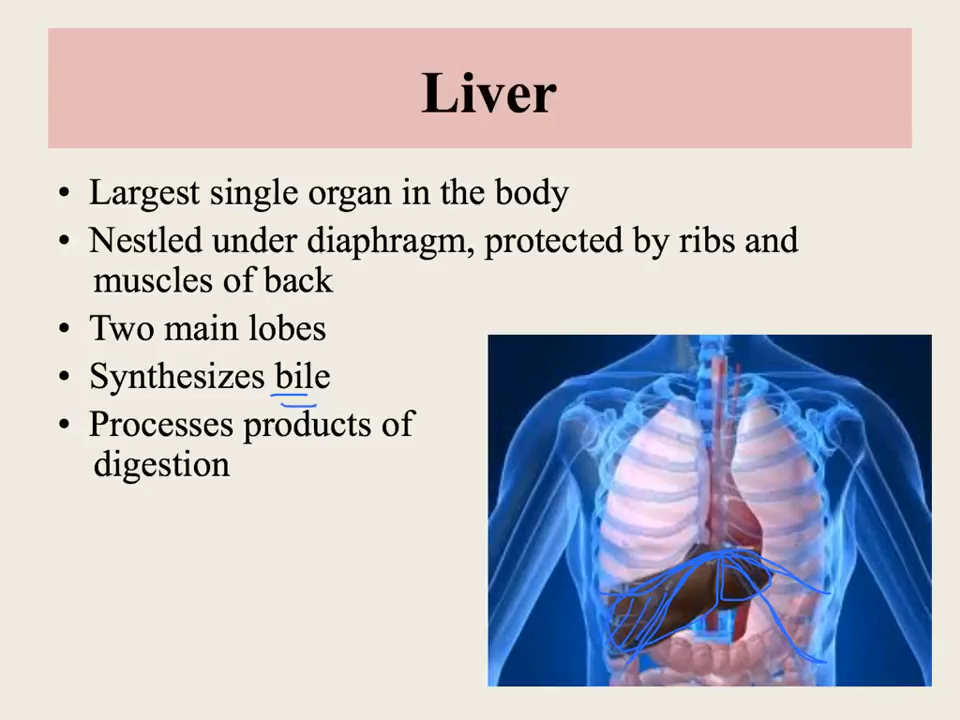 Liver
• Largest single organ in the body
• Nestled under diaphragm, protected by ribs and
muscles of back
• Two main lobes
• Synthesizes bile
• Processes products of
digestion